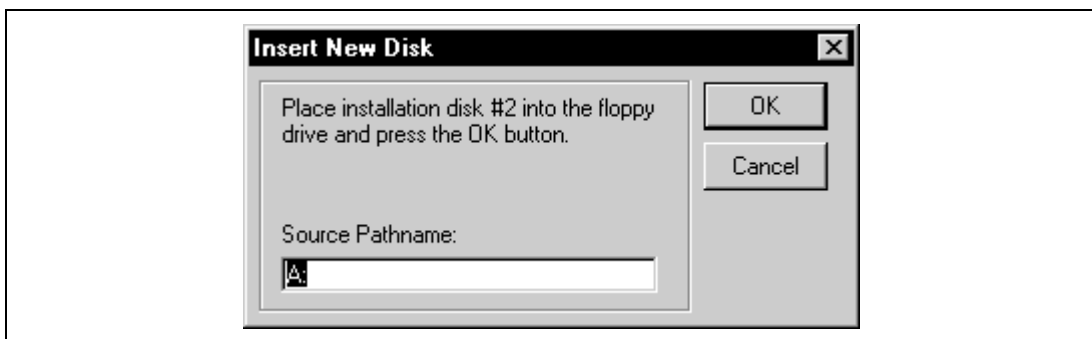 Insert New Disk
Place installation disk #2 into the floppy
drive and press the OK button.
OK
Cancel
Source Pathname:
A: